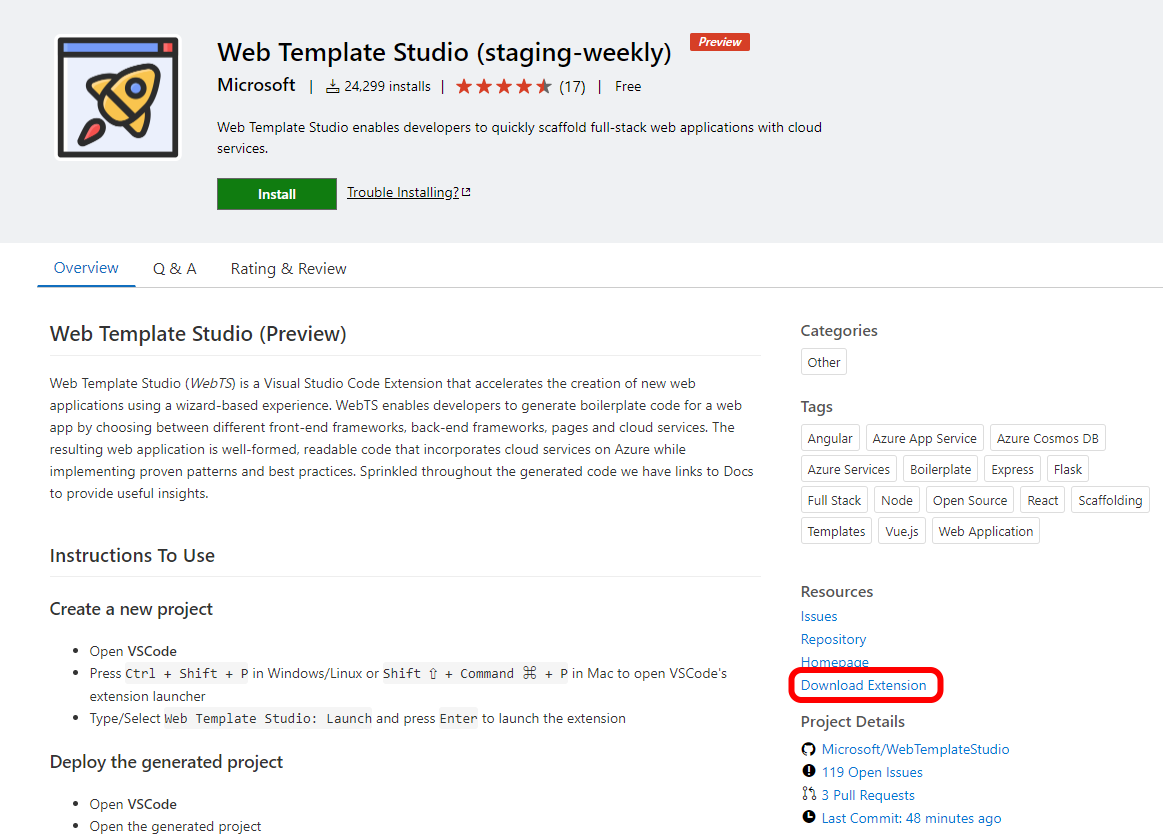 Web Template Studio (staging-weekly) Preview
Microsoft | 24,299 installs | (17) | Free
Web Template Studio enables developers to quickly scaffold full-stack web applications with cloud
services.
Install Trouble Installing?
Overview Q & A Rating & Review
Web Template Studio (Preview)
Web Template Studio (WebTS) is a Visual Studio Code Extension that accelerates the creation of new web
applications using a wizard-based experience. WebTS enables developers to generate boilerplate code for a web
app by choosing between different front-end frameworks, back-end frameworks, pages and cloud services. The
resulting web application is well-formed, readable code that incorporates cloud services on Azure while
implementing proven patterns and best practices. Sprinkled throughout the generated code we have links to Docs
to provide useful insights.
Instructions To Use
Create a new project
• Open VSCode
• Press Ctrl + Shift + P in Windows/Linux or Shift ⇧ + Command ⌘ + P in Mac to open VSCode's
extension launcher
• Type/Select Web Template Studio: Launch and press Enter to launch the extension
Deploy the generated project
• Open VSCode
• Open the generated project
Categories
Other
Tags
Angular Azure App Service Azure Cosmos DB
Azure Services Boilerplate Express Flask
Full Stack Node Open Source React Scaffolding
Templates Vue.js Web Application
Resources
Issues
Repository
Homepage
Download Extension
Project Details
Microsoft/WebTemplateStudio
119 Open Issues
3 Pull Requests
Last Commit: 48 minutes ago